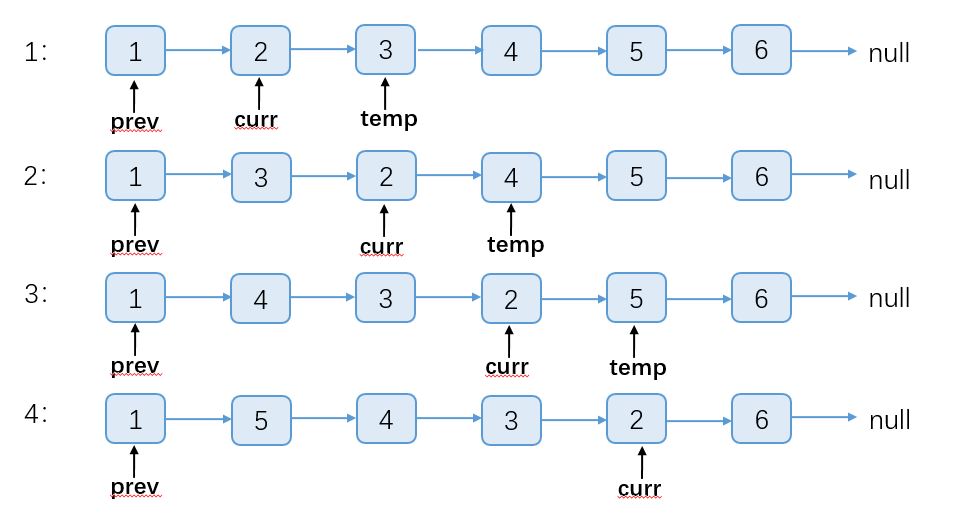 1: 1 2 3 4 5 6 null
prev curr temp
2: 1 3 2 4 5 6 null
prev curr temp
3: 1 4 3 2 5 6 null
prev curr temp
4: 1 5 4 3 2 6 null
prev curr